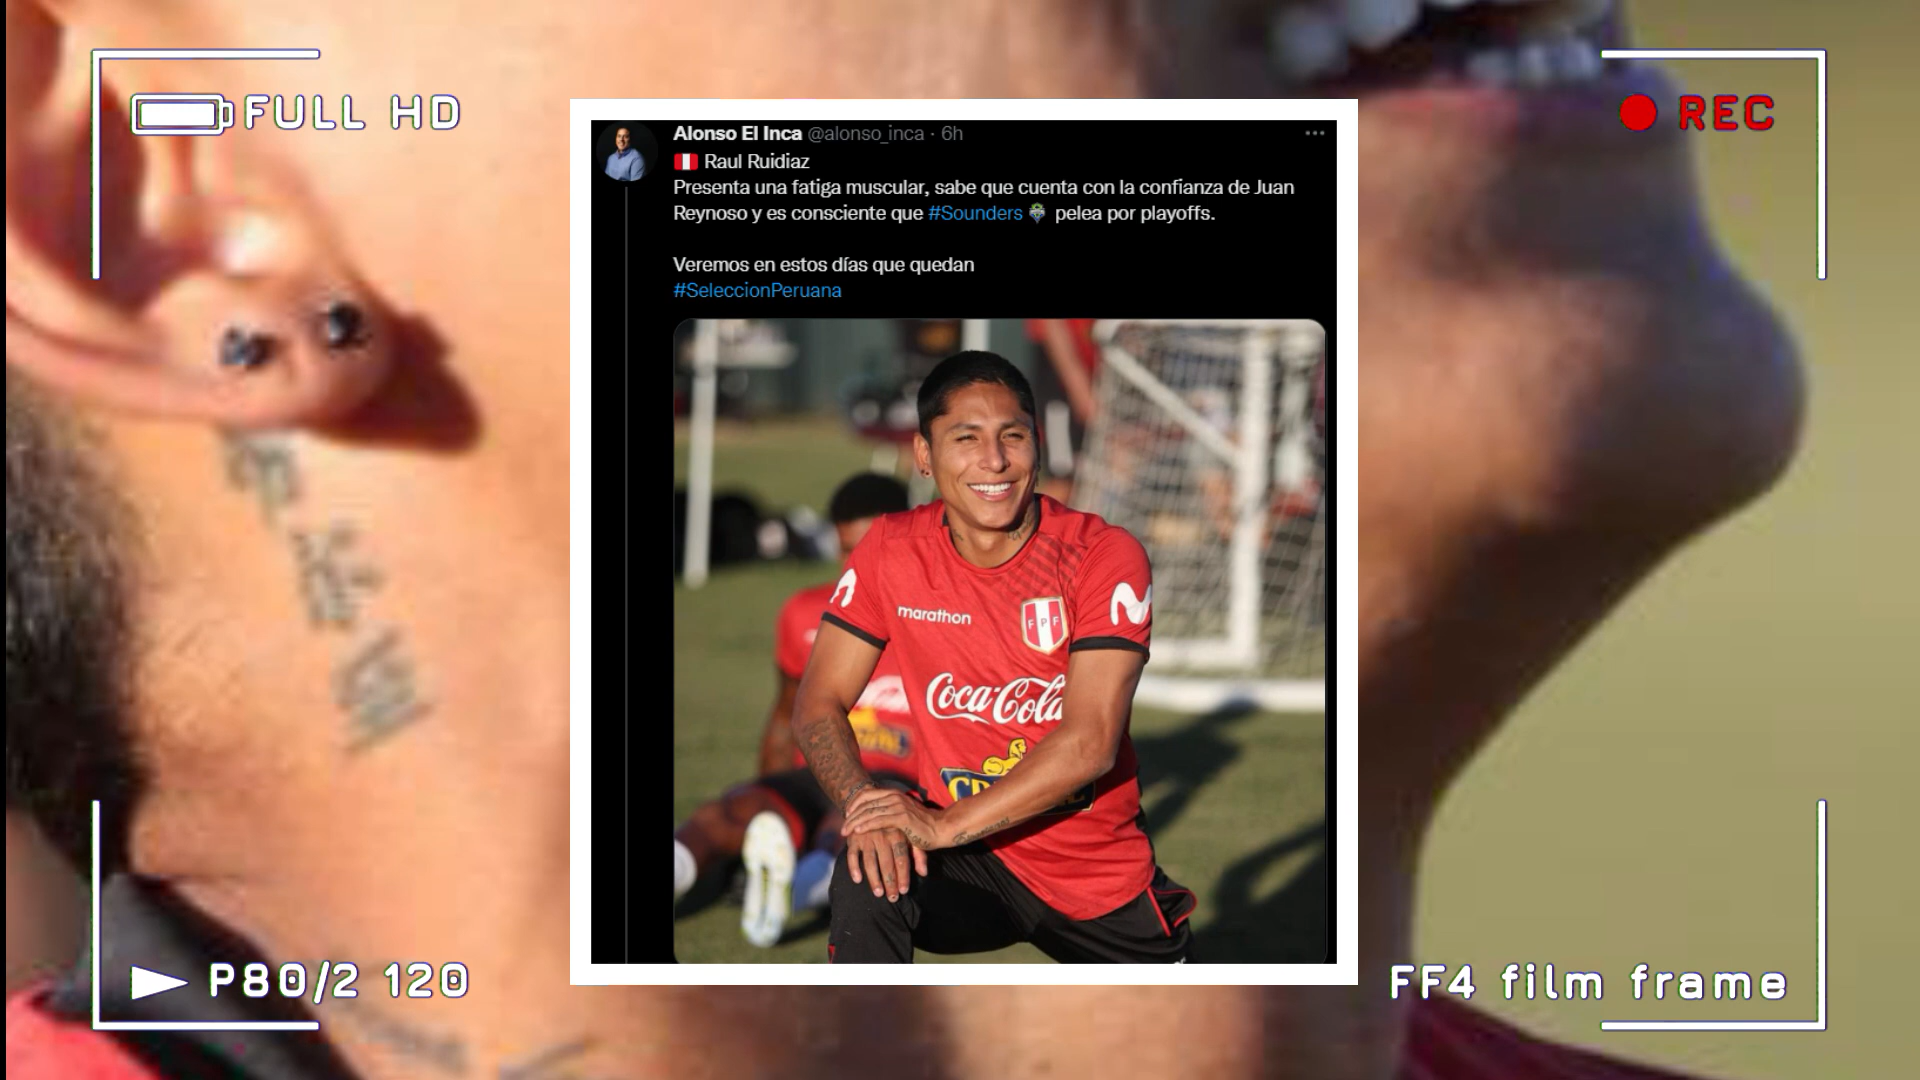 FULL HD
REC
Alonso El Inca @alonso_inca · 6h
Raul Ruidiaz
Presenta una fatiga muscular, sabe que cuenta con la confianza de Juan
Reynoso y es consciente que #Sounders pelea por playoffs.
Veremos en estos días que quedan
#SeleccionPeruana
marathon
FPF
Coca-Cola
P80/2 120
FF4 film frame